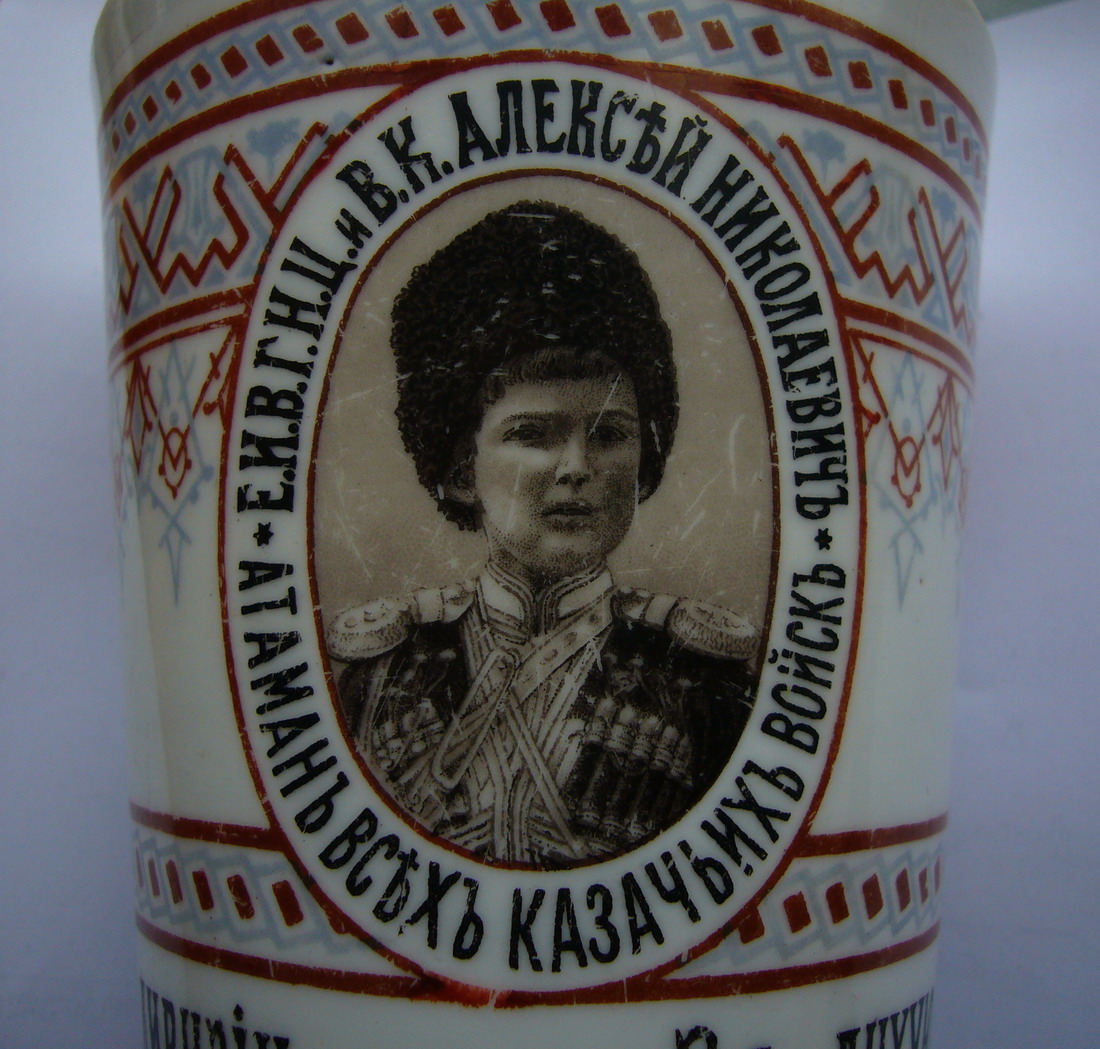 Е.И.В.Г.Н.Ц. и В.К. АЛЕКСѢЙ НИКОЛАЕВИЧЪ
* АТАМАНЪ ВСѢХЪ КАЗАЧЬИХЪ ВОЙСКЪ *